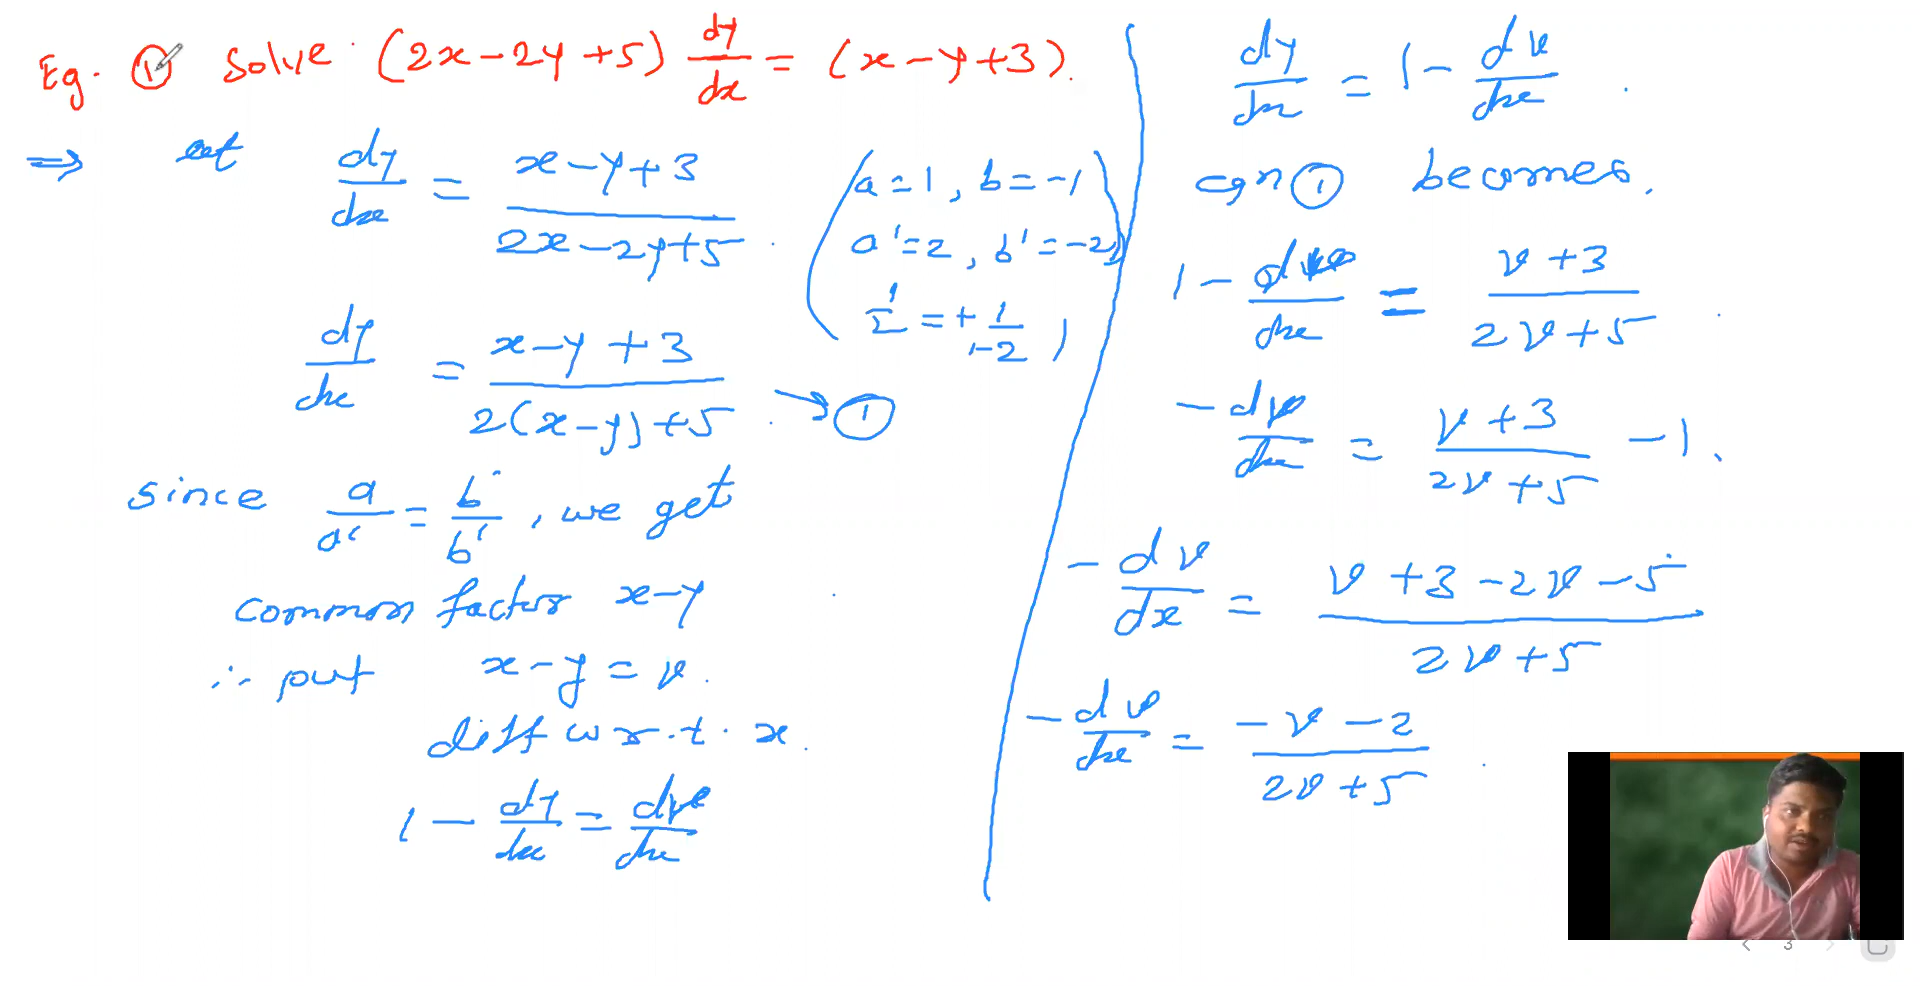 Eg. ① Solve (2x-2y+5) dy/dx = (x-y+3).
⇒ let dy/dx = x-y+3 / 2x-2y+5.
(a=1, b=-1
a'=2, b'=-2)
1/2 = +1/-2)
dy/dx = x-y+3 / 2(x-y)+5. → ①
since a/a' = b/b', we get
common factor x-y
∴ put x-y=v.
diff w.r.t. x.
1 - dy/dx = dv/dx
dy/dx = 1 - dv/dx.
eqn ① becomes.
1 - dv/dx = v+3 / 2v+5.
-dv/dx = v+3 / 2v+5 - 1.
-dv/dx = v+3-2v-5 / 2v+5
-dv/dx = -v-2 / 2v+5.
3